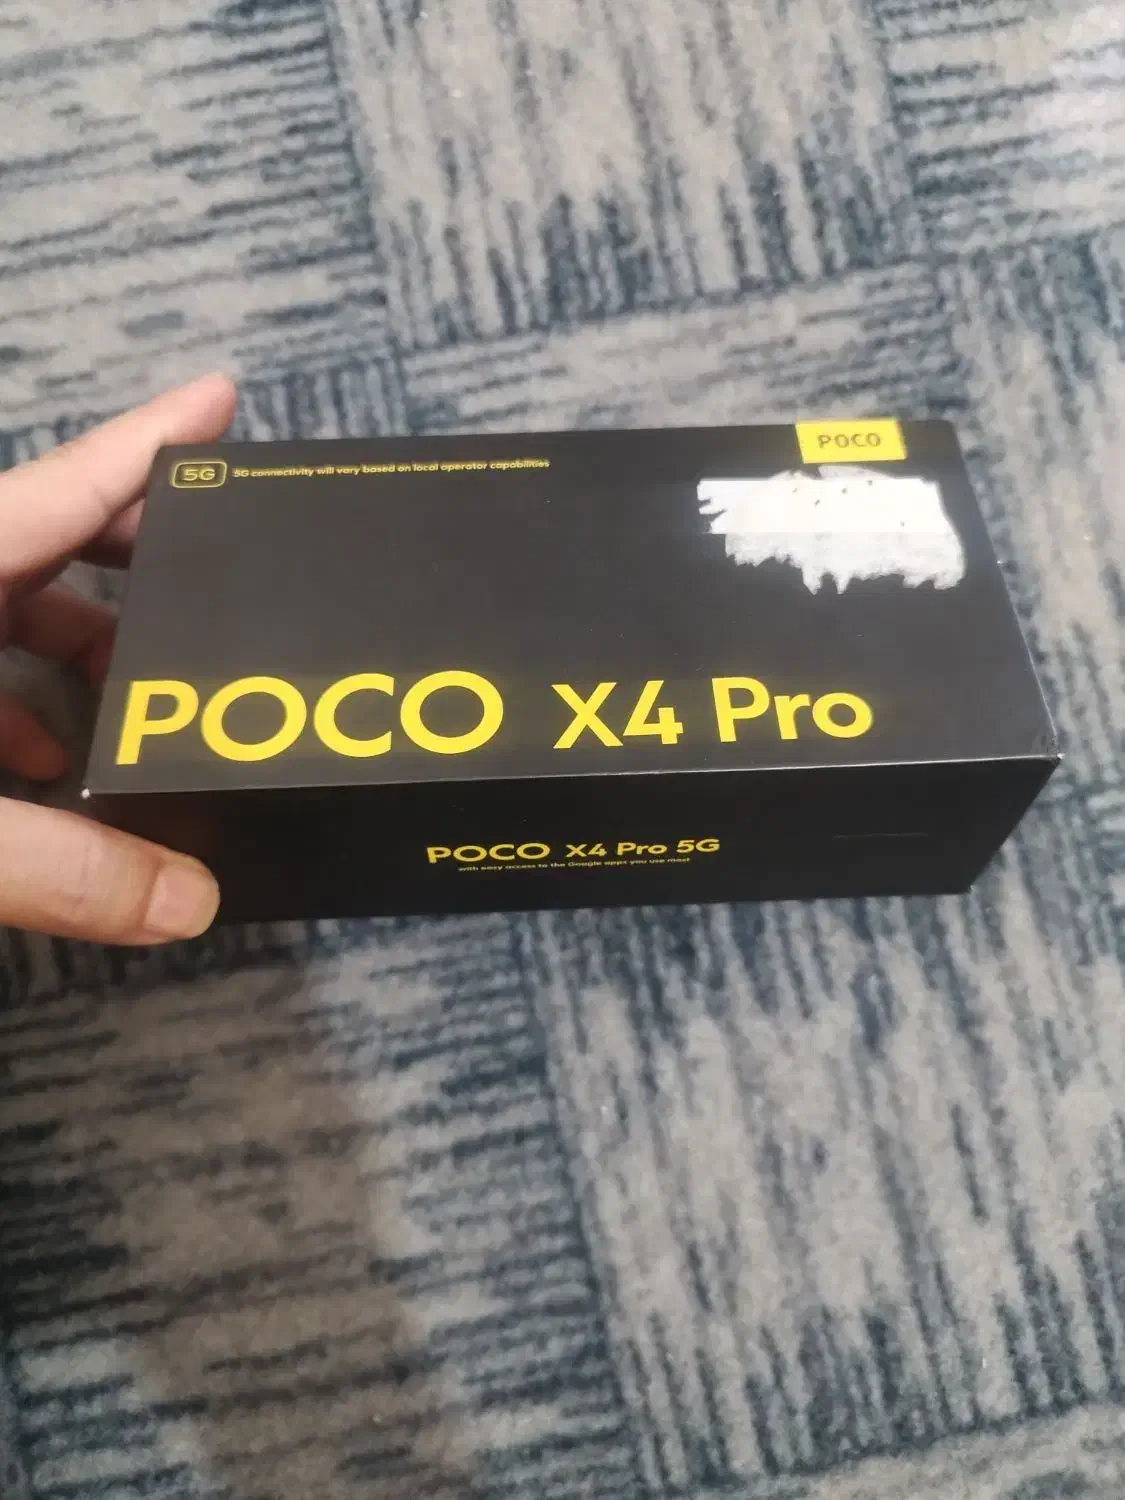 POCO
5G 5G connectivity will vary based on local operator capabilities
POCO X4 Pro
POCO X4 Pro 5G
with easy access to the Google apps you use most